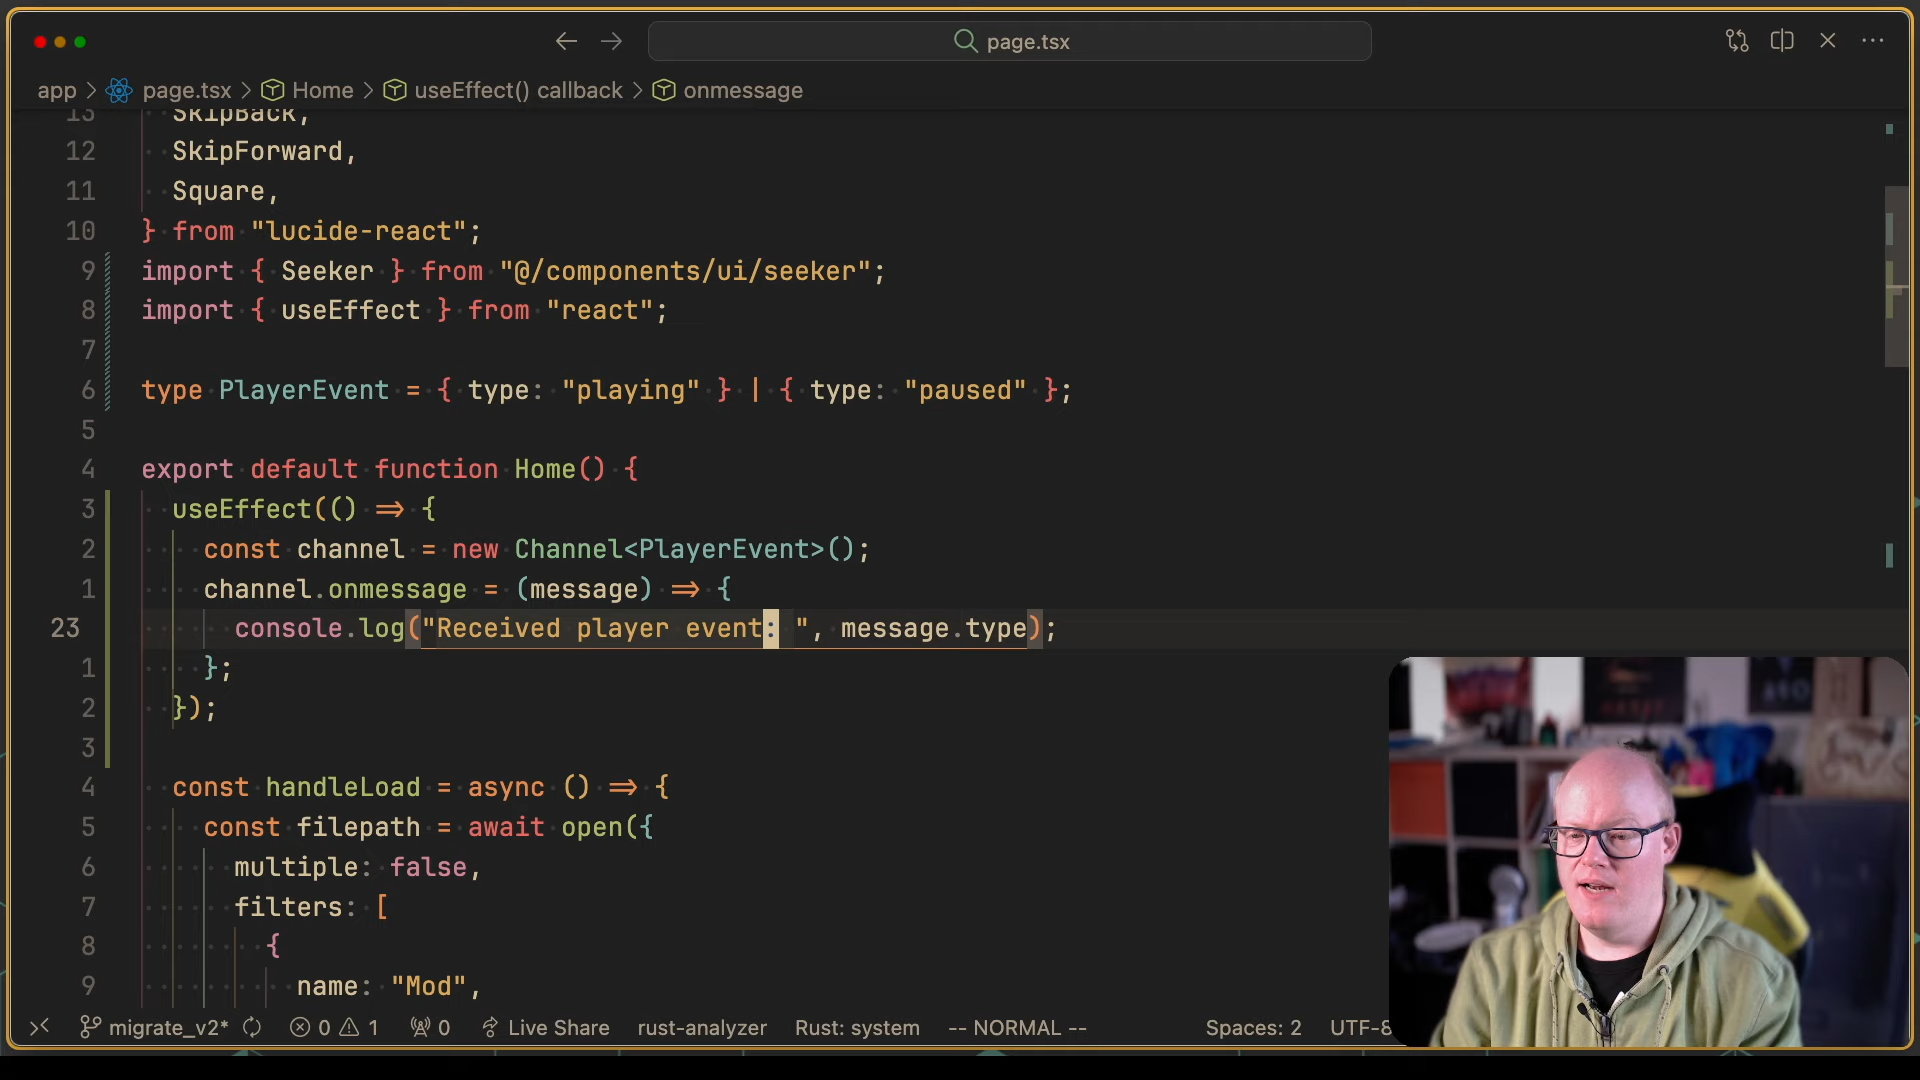 page.tsx
app > page.tsx > Home > useEffect() callback > onmessage
13 SkipBack,
12 SkipForward,
11 Square,
10 } from "lucide-react";
9 import { Seeker } from "@/components/ui/seeker";
8 import { useEffect } from "react";
7
6 type PlayerEvent = { type: "playing" } | { type: "paused" };
5
4 export default function Home() {
3 useEffect(() => {
2 const channel = new Channel<PlayerEvent>();
1 channel.onmessage = (message) => {
23 console.log("Received player event: ", message.type);
1 };
2 });
3
4 const handleLoad = async () => {
5 const filepath = await open({
6 multiple: false,
7 filters: [
8 {
9 name: "Mod",
migrate_v2* 0 1 0 Live Share rust-analyzer Rust: system -- NORMAL -- Spaces: 2 UTF-8